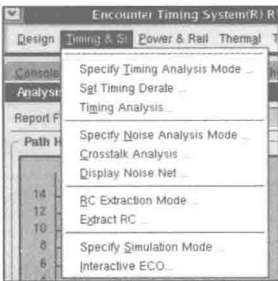 Encounter Timing System(R) R
Design Timing & SI Power & Rail Thermal T
Console
Analysis
Report F
Path H
Specify Timing Analysis Mode ...
Set Timing Derate ...
Timing Analysis...
Specify Noise Analysis Mode ...
Crosstalk Analysis ...
Display Noise Net ...
RC Extraction Mode ...
Extract RC ...
Specify Simulation Mode ...
Interactive ECO...
14
12
10
8
6